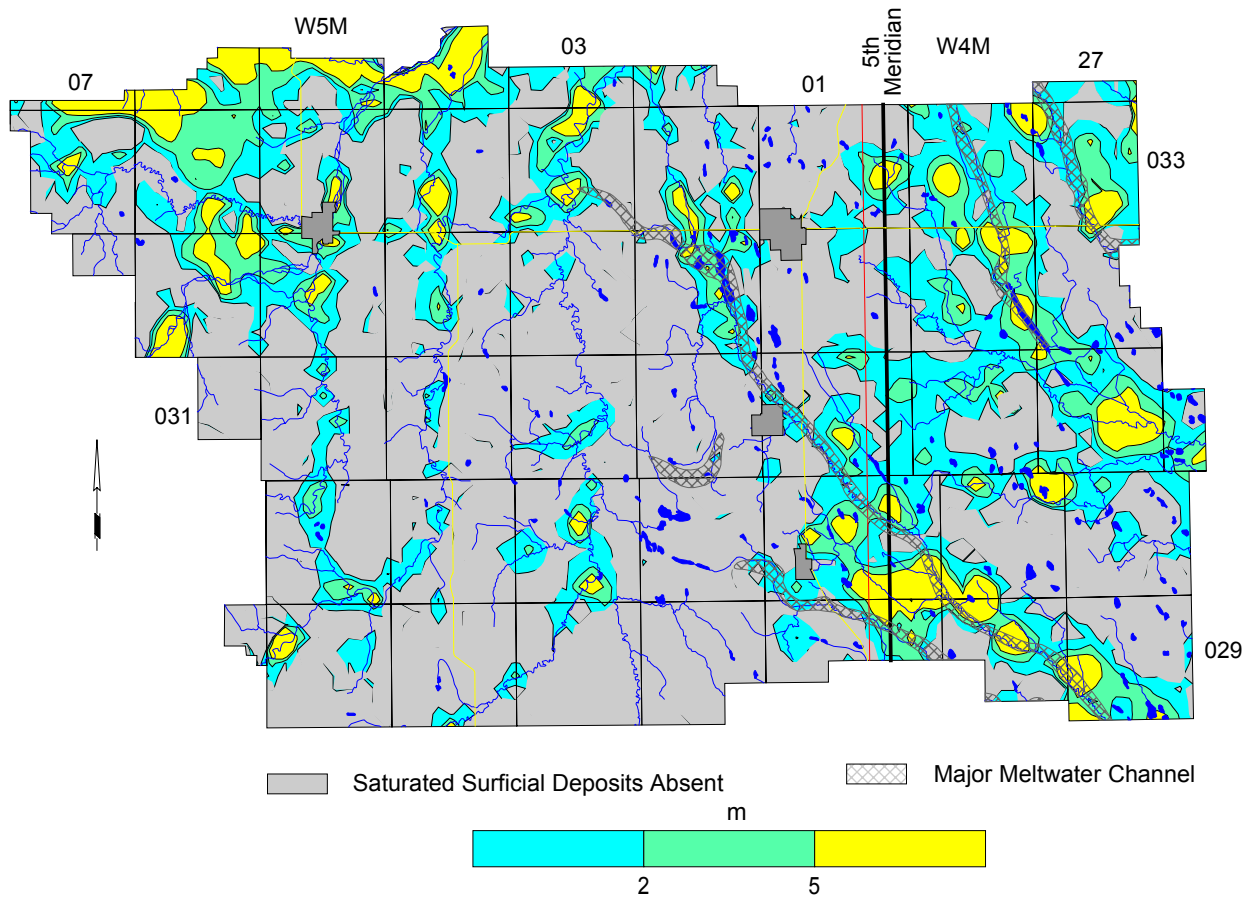 W5M
03
5th
Meridian
W4M
07
01
27
033
031
029
Saturated Surficial Deposits Absent
Major Meltwater Channel
m
2
5